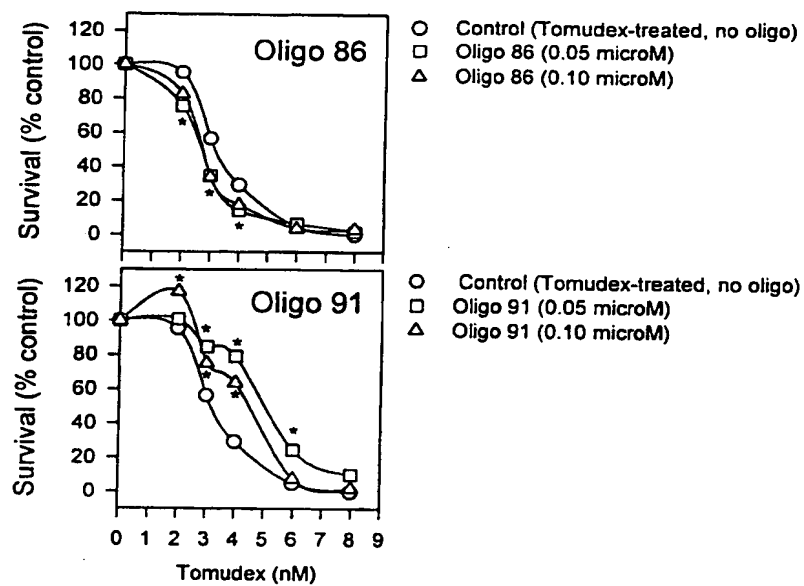 120
100
80
60
40
20
0
Survival (% control)
Oligo 86
Control (Tomudex-treated, no oligo)
Oligo 86 (0.05 microM)
Oligo 86 (0.10 microM)
120
100
80
60
40
20
0
Survival (% control)
Oligo 91
Control (Tomudex-treated, no oligo)
Oligo 91 (0.05 microM)
Oligo 91 (0.10 microM)
0 1 2 3 4 5 6 7 8 9
Tomudex (nM)